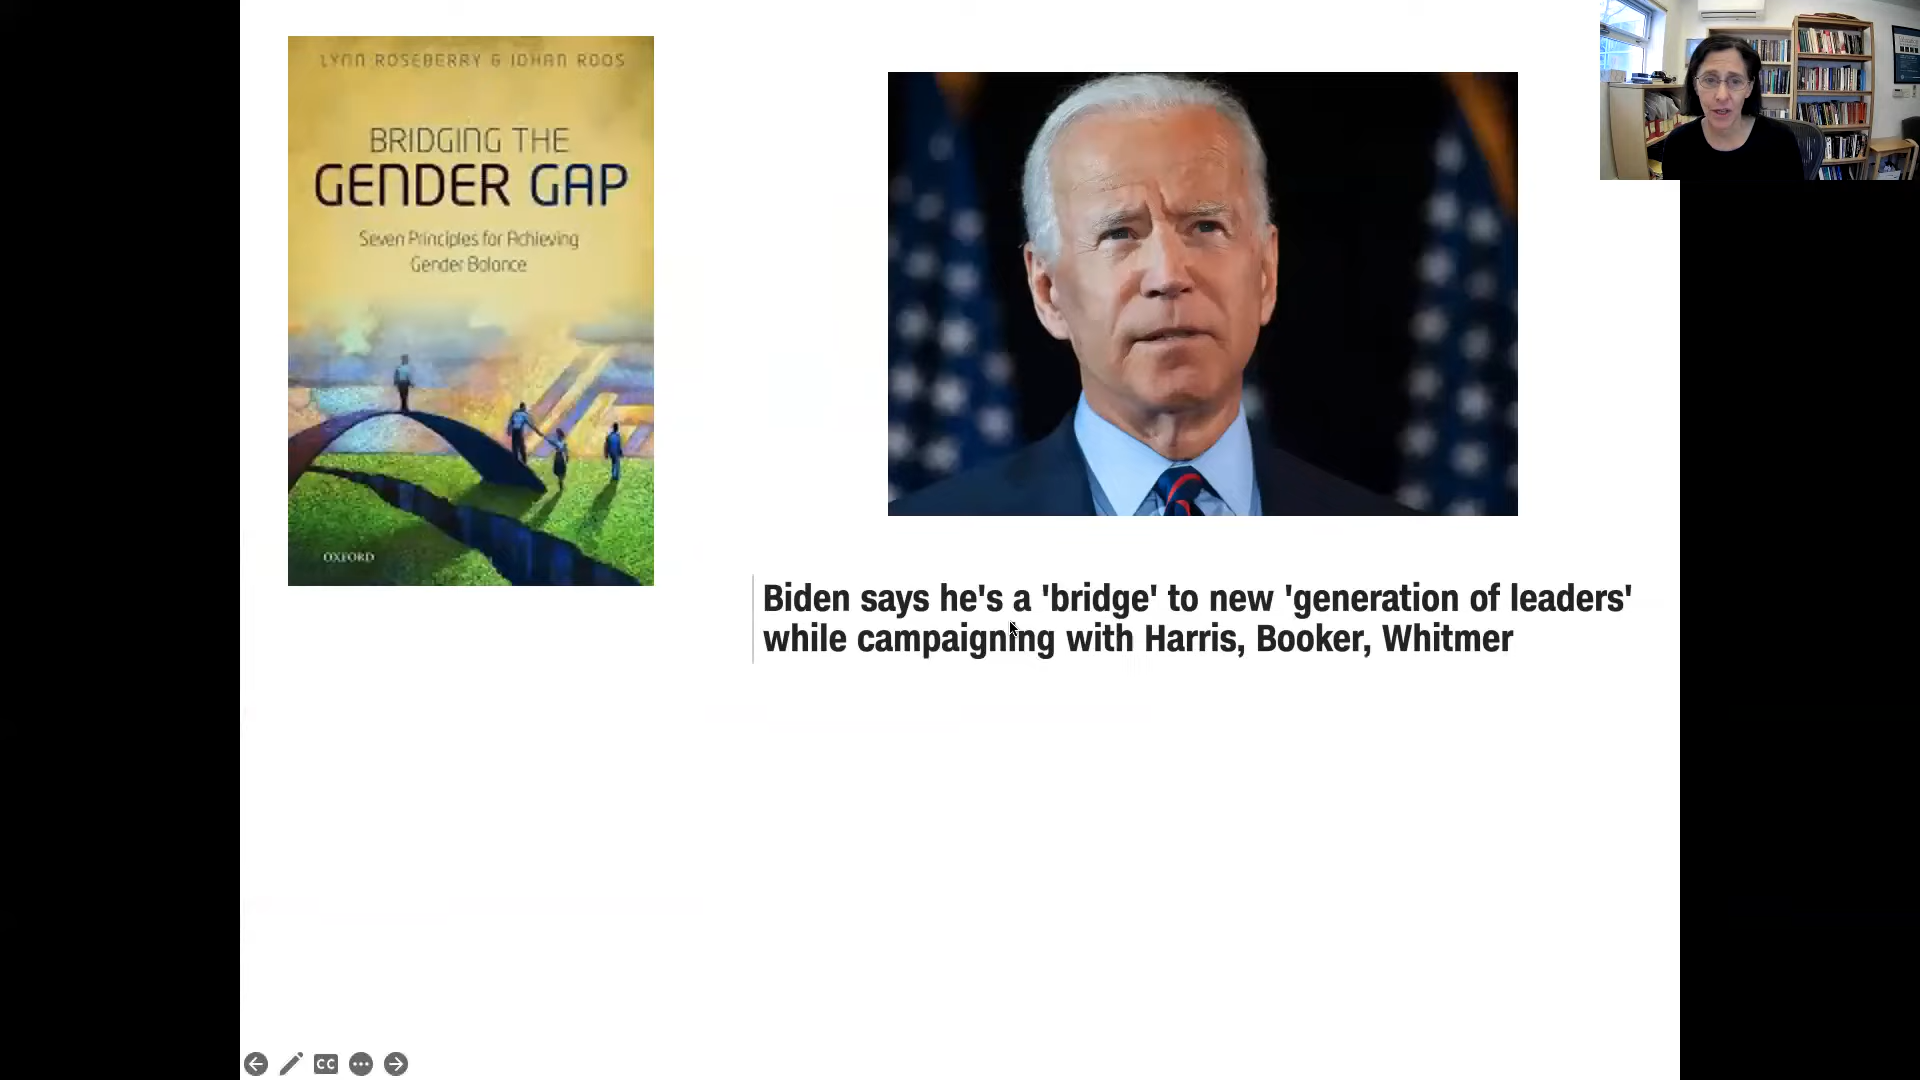 LYNN ROSEBERRY & JOHAN ROOS
BRIDGING THE
GENDER GAP
Seven Principles for Achieving
Gender Balance
OXFORD
Biden says he's a 'bridge' to new 'generation of leaders'
while campaigning with Harris, Booker, Whitmer
CC